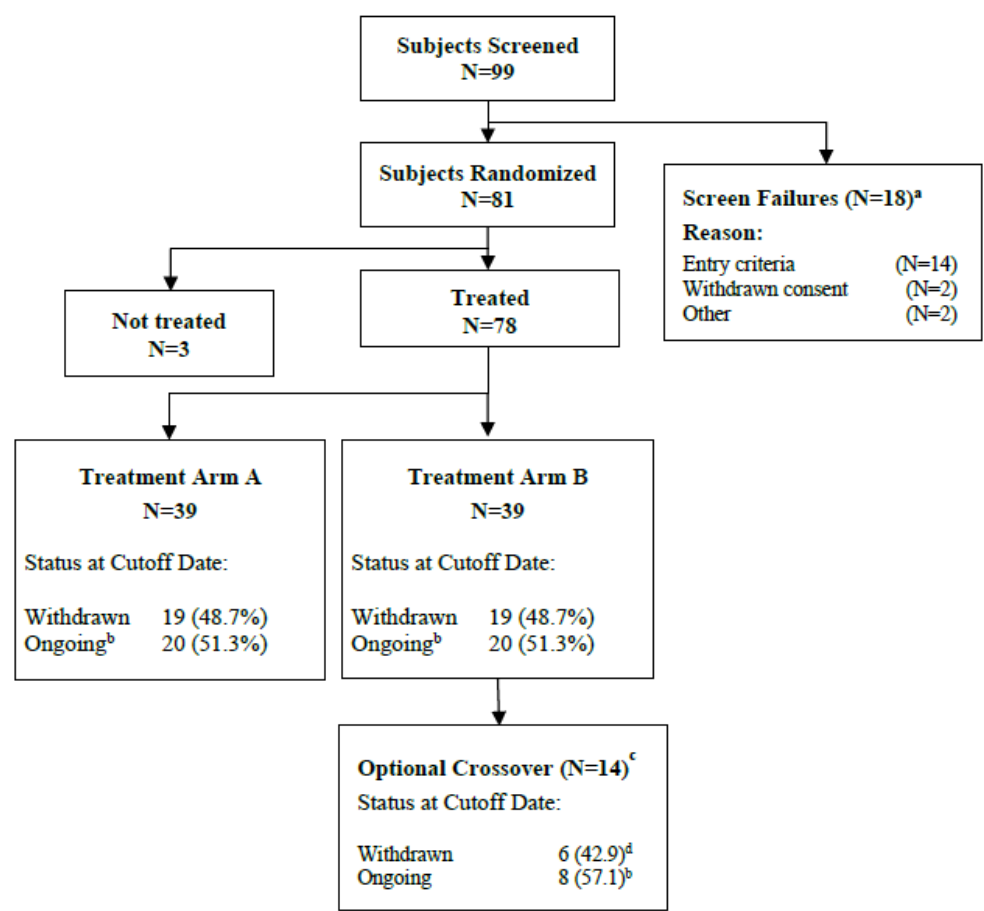 Subjects Screened
N=99
Subjects Randomized
N=81
Screen Failures (N=18)ᵃ
Reason:
Entry criteria (N=14)
Withdrawn consent (N=2)
Other (N=2)
Not treated
N=3
Treated
N=78
Treatment Arm A
N=39
Status at Cutoff Date:
Withdrawn 19 (48.7%)
Ongoingᵇ 20 (51.3%)
Treatment Arm B
N=39
Status at Cutoff Date:
Withdrawn 19 (48.7%)
Ongoingᵇ 20 (51.3%)
Optional Crossover (N=14)ᶜ
Status at Cutoff Date:
Withdrawn 6 (42.9)ᵈ
Ongoing 8 (57.1)ᵇ